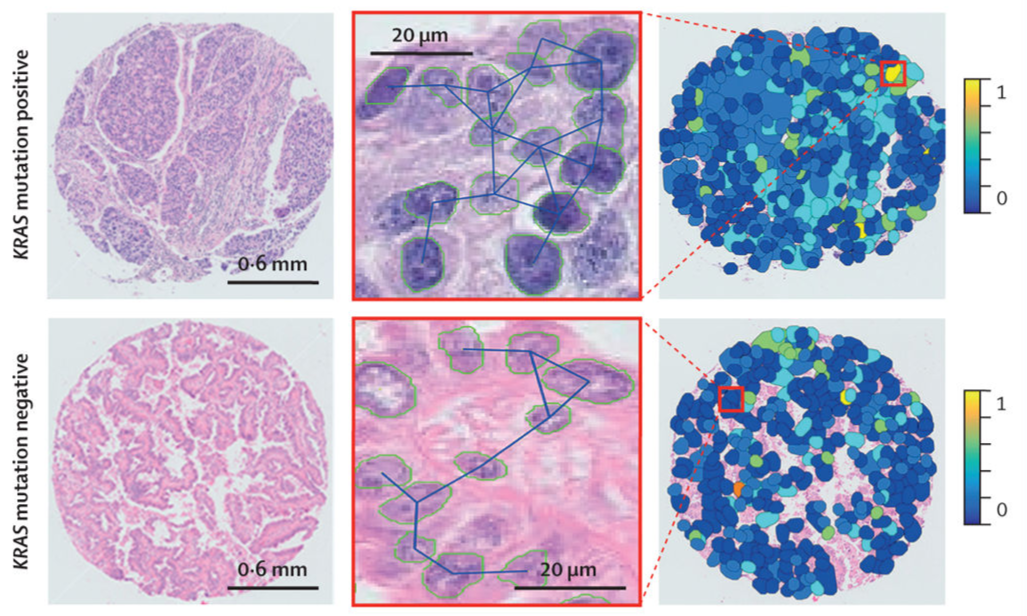 KRAS mutation positive
0·6 mm
20 µm
1
0
KRAS mutation negative
0·6 mm
20 µm
1
0